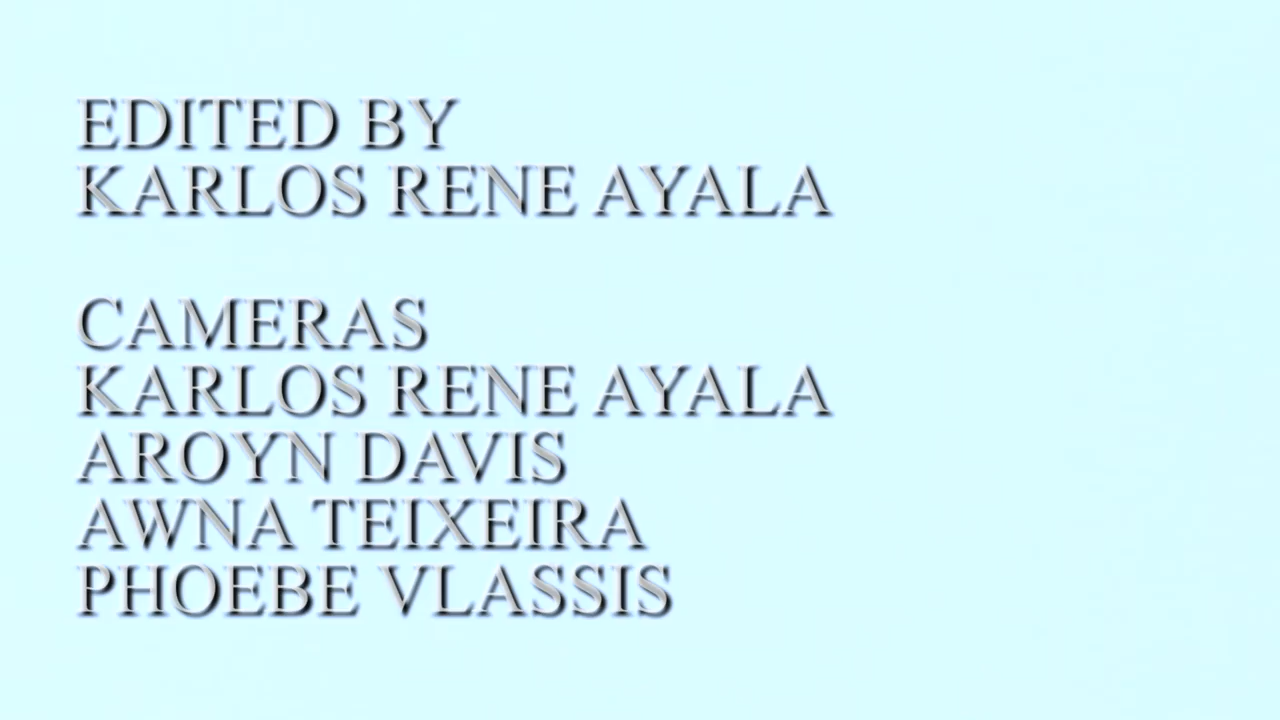 EDITED BY
KARLOS RENE AYALA
CAMERAS
KARLOS RENE AYALA
AROYN DAVIS
AWNA TEIXEIRA
PHOEBE VLASSIS